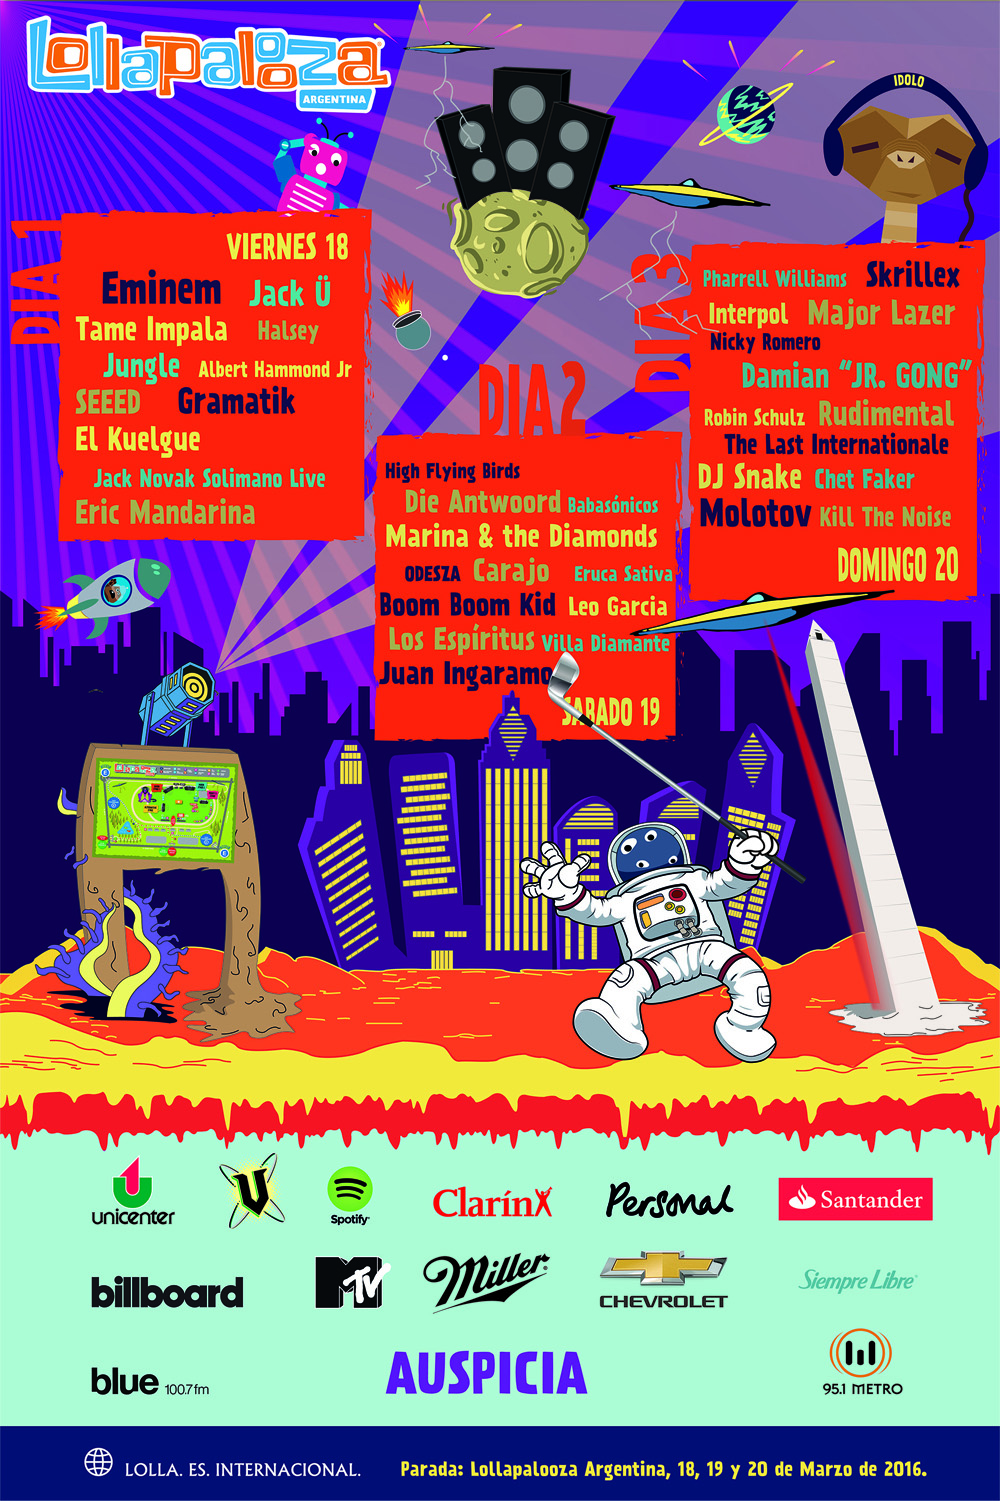 Lollapalooza
ARGENTINA
IDOLO
DIA 1
VIERNES 18
Eminem Jack Ü
Tame Impala Halsey
Jungle Albert Hammond Jr
SEEED Gramatik
El Kuelgue
Jack Novak Solimano Live
Eric Mandarina
DIA 2
High Flying Birds
Die Antwoord Babasónicos
Marina & the Diamonds
ODESZA Carajo Eruca Sativa
Boom Boom Kid Leo Garcia
Los Espíritus Villa Diamante
Juan Ingaramo
SABADO 19
DIA 3
Pharrell Williams Skrillex
Interpol Major Lazer
Nicky Romero
Damian "JR. GONG"
Robin Schulz Rudimental
The Last Internationale
DJ Snake Chet Faker
Molotov Kill The Noise
DOMINGO 20
unicenter V Spotify ClarínX Personal Santander
billboard MTV Miller CHEVROLET Siempre Libre
blue 100.7 fm AUSPICIA 95.1 METRO
LOLLA. ES. INTERNACIONAL. Parada: Lollapalooza Argentina, 18, 19 y 20 de Marzo de 2016.